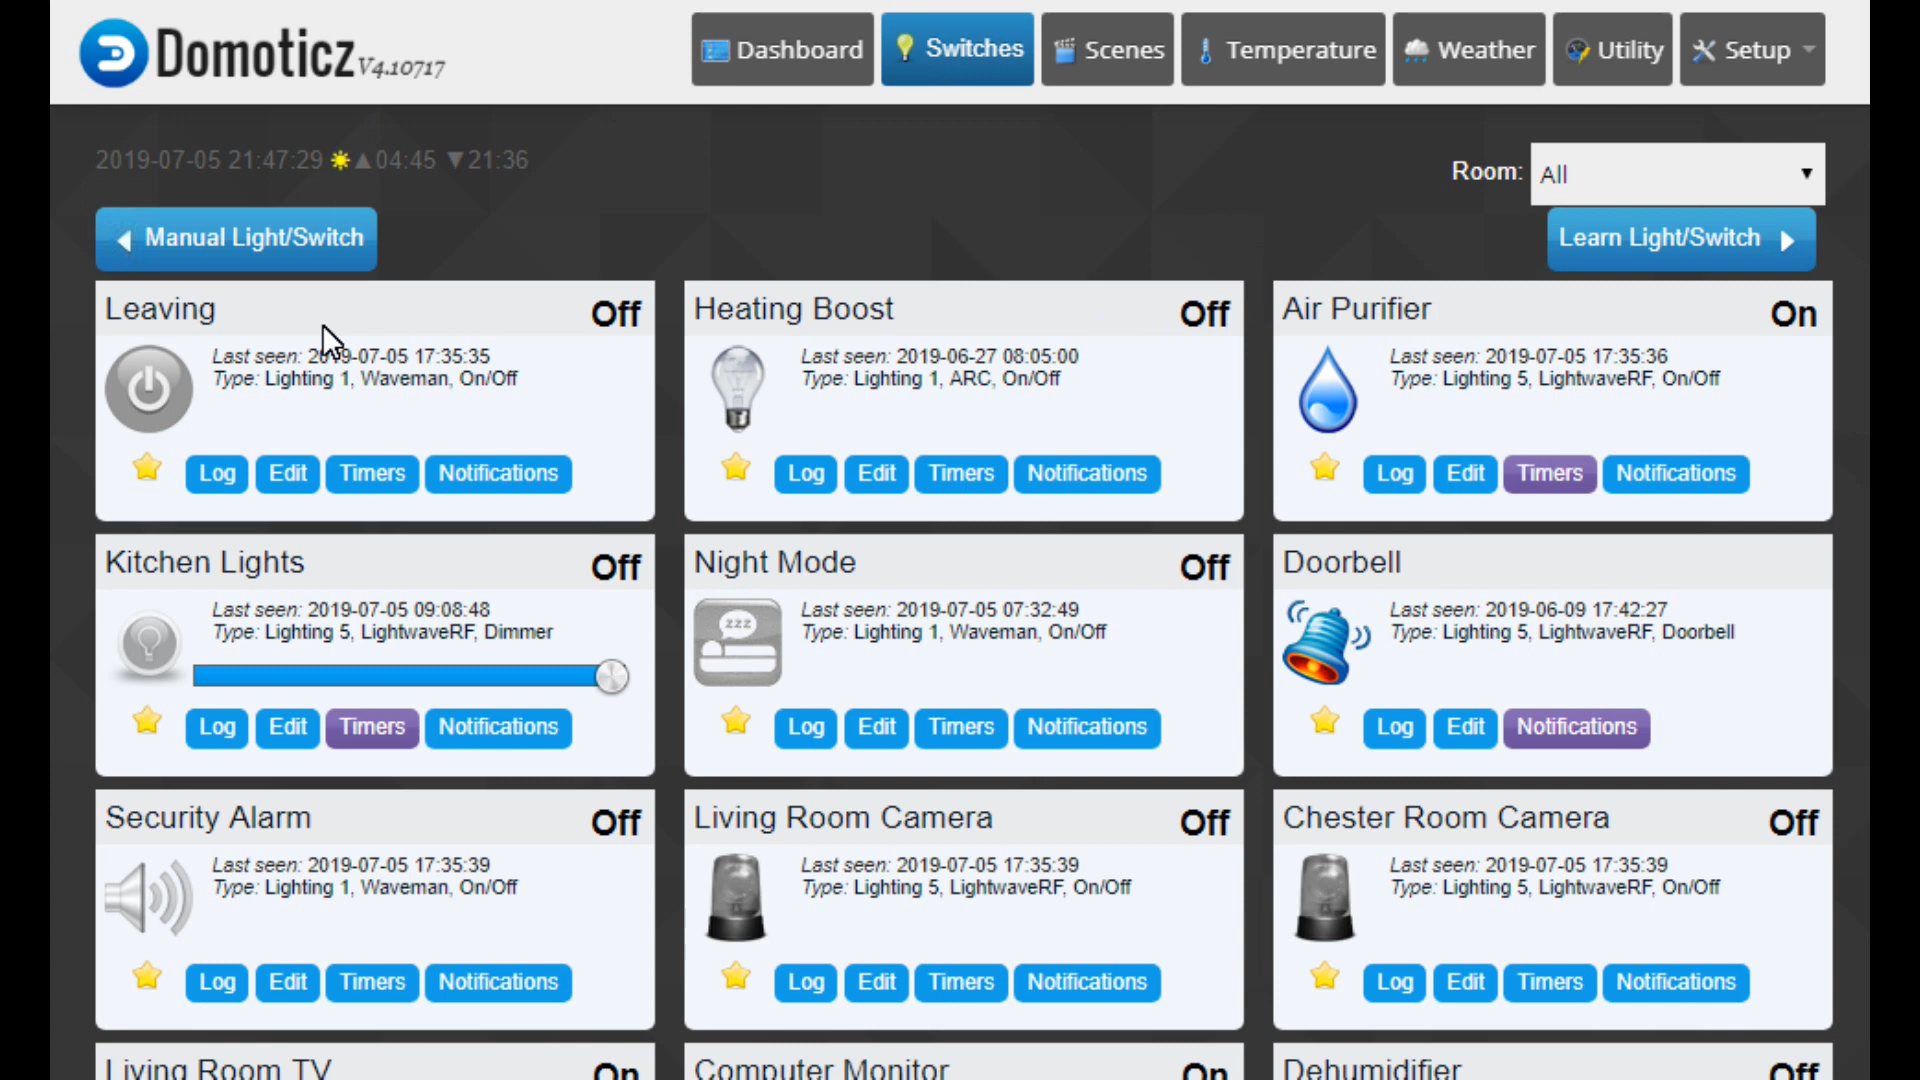 Domoticz V4.10717
Dashboard Switches Scenes Temperature Weather Utility Setup
2019-07-05 21:47:29 ▲04:45 ▼21:36
Room: All
Manual Light/Switch
Learn Light/Switch
Leaving Off
Last seen: 2019-07-05 17:35:35
Type: Lighting 1, Waveman, On/Off
Log Edit Timers Notifications
Heating Boost Off
Last seen: 2019-06-27 08:05:00
Type: Lighting 1, ARC, On/Off
Log Edit Timers Notifications
Air Purifier On
Last seen: 2019-07-05 17:35:36
Type: Lighting 5, LightwaveRF, On/Off
Log Edit Timers Notifications
Kitchen Lights Off
Last seen: 2019-07-05 09:08:48
Type: Lighting 5, LightwaveRF, Dimmer
Log Edit Timers Notifications
Night Mode Off
zzz
Last seen: 2019-07-05 07:32:49
Type: Lighting 1, Waveman, On/Off
Log Edit Timers Notifications
Doorbell
Last seen: 2019-06-09 17:42:27
Type: Lighting 5, LightwaveRF, Doorbell
Log Edit Notifications
Security Alarm Off
Last seen: 2019-07-05 17:35:39
Type: Lighting 1, Waveman, On/Off
Log Edit Timers Notifications
Living Room Camera Off
Last seen: 2019-07-05 17:35:39
Type: Lighting 5, LightwaveRF, On/Off
Log Edit Timers Notifications
Chester Room Camera Off
Last seen: 2019-07-05 17:35:39
Type: Lighting 5, LightwaveRF, On/Off
Log Edit Timers Notifications
Living Room TV On
Computer Monitor On
Dehumidifier Off